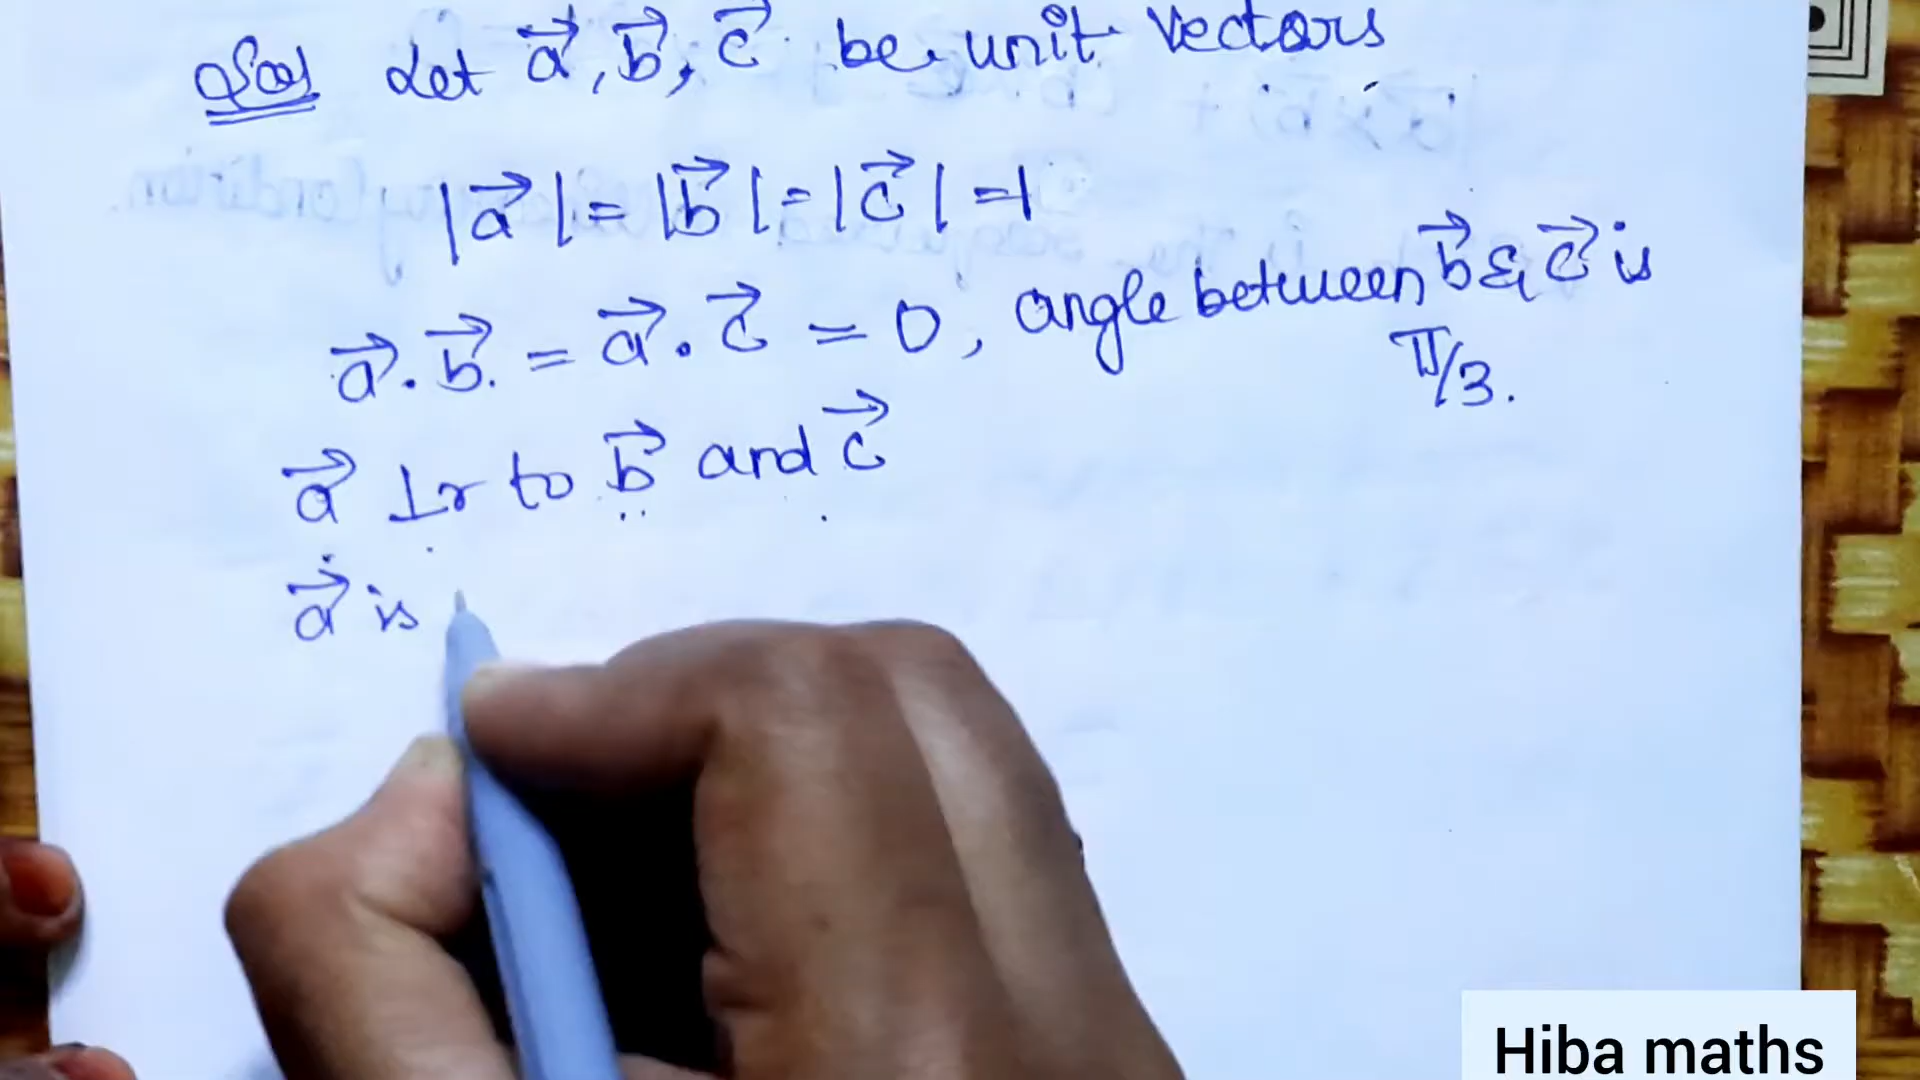 Sol Let a⃗, b⃗, c⃗ be unit vectors
|a⃗| = |b⃗| = |c⃗| = 1
a⃗ . b⃗ = a⃗ . c⃗ = 0, angle between b⃗ & c⃗ is
π/3.
a⃗ ⊥r to b⃗ and c⃗
a⃗ is
Hiba maths